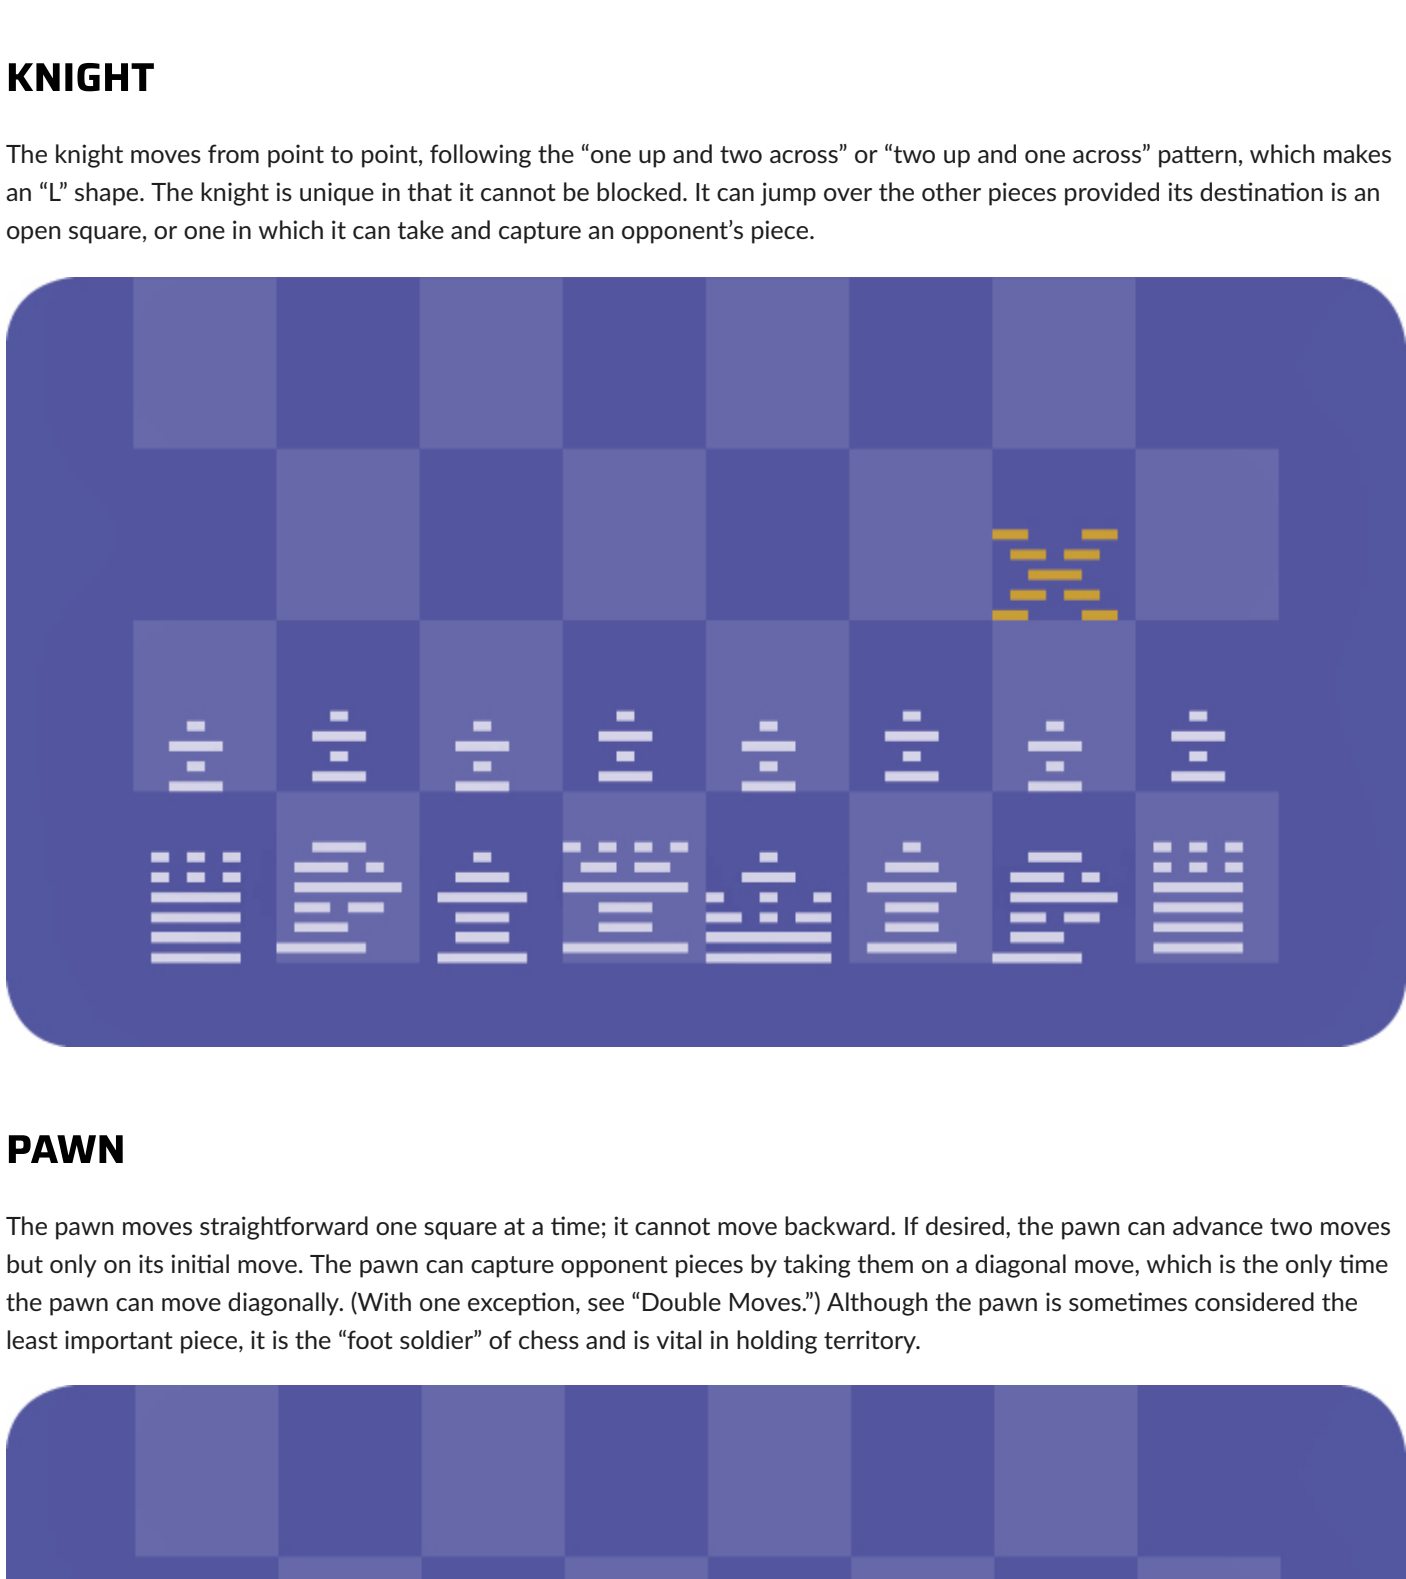 KNIGHT
The knight moves from point to point, following the “one up and two across” or “two up and one across” pattern, which makes
an “L” shape. The knight is unique in that it cannot be blocked. It can jump over the other pieces provided its destination is an
open square, or one in which it can take and capture an opponent’s piece.
PAWN
The pawn moves straightforward one square at a time; it cannot move backward. If desired, the pawn can advance two moves
but only on its initial move. The pawn can capture opponent pieces by taking them on a diagonal move, which is the only time
the pawn can move diagonally. (With one exception, see “Double Moves.”) Although the pawn is sometimes considered the
least important piece, it is the “foot soldier” of chess and is vital in holding territory.